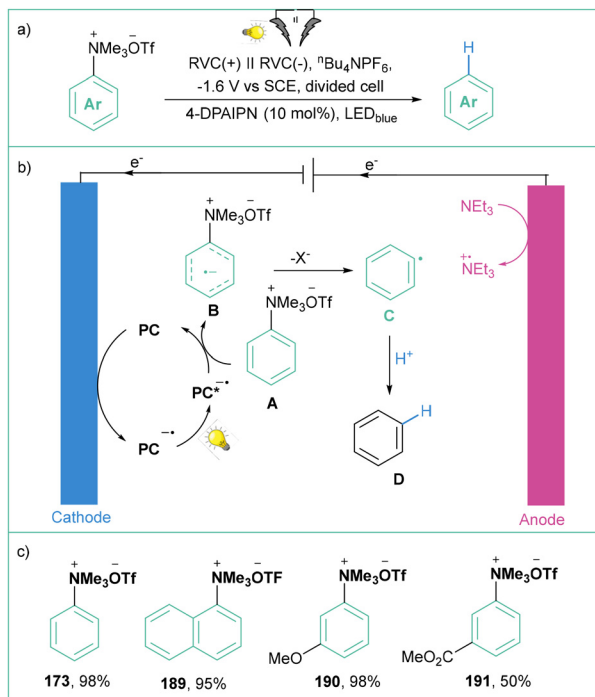 a)
+ −
NMe3OTf
Ar
II
RVC(+) II RVC(-), nBu4NPF6,
-1.6 V vs SCE, divided cell
4-DPAIPN (10 mol%), LEDblue
H
Ar
b)
e-
e-
+ −
NMe3OTf
•−
B
-X-
•
C
+ −
NMe3OTf
A
NEt3
+•
NEt3
PC
PC*−•
PC−•
H+
H
D
Cathode
Anode
c)
+ −
NMe3OTf
173, 98%
+ −
NMe3OTF
189, 95%
+ −
NMe3OTf
MeO
190, 98%
+ −
NMe3OTf
MeO2C
191, 50%